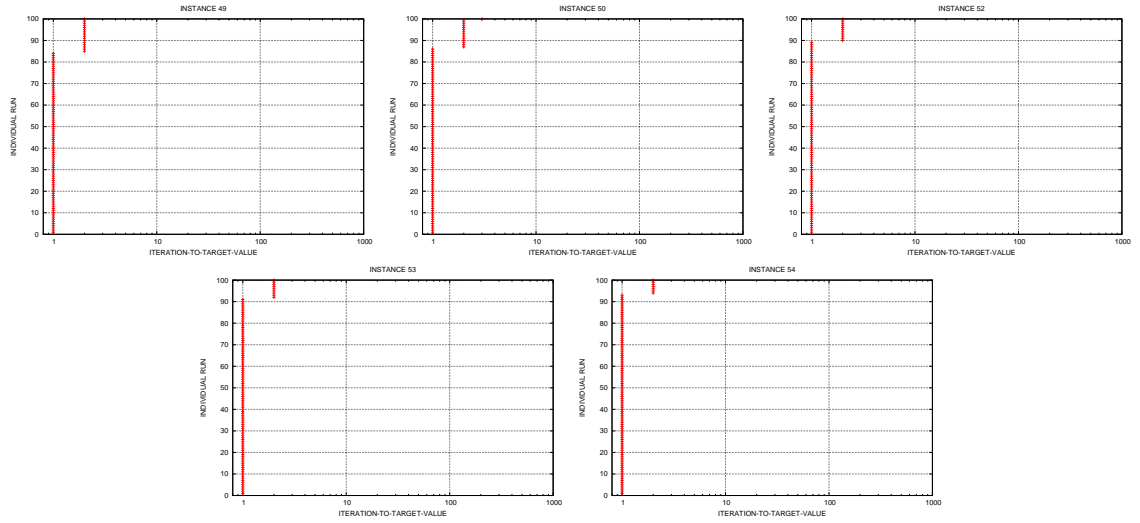 INSTANCE 49
100
90
80
70
60
50
40
30
20
10
0
INDIVIDUAL RUN
1 10 100 1000
ITERATION-TO-TARGET-VALUE
INSTANCE 50
100
90
80
70
60
50
40
30
20
10
0
INDIVIDUAL RUN
1 10 100 1000
ITERATION-TO-TARGET-VALUE
INSTANCE 52
100
90
80
70
60
50
40
30
20
10
0
INDIVIDUAL RUN
1 10 100 1000
ITERATION-TO-TARGET-VALUE
INSTANCE 53
100
90
80
70
60
50
40
30
20
10
0
INDIVIDUAL RUN
1 10 100 1000
ITERATION-TO-TARGET-VALUE
INSTANCE 54
100
90
80
70
60
50
40
30
20
10
0
INDIVIDUAL RUN
1 10 100 1000
ITERATION-TO-TARGET-VALUE